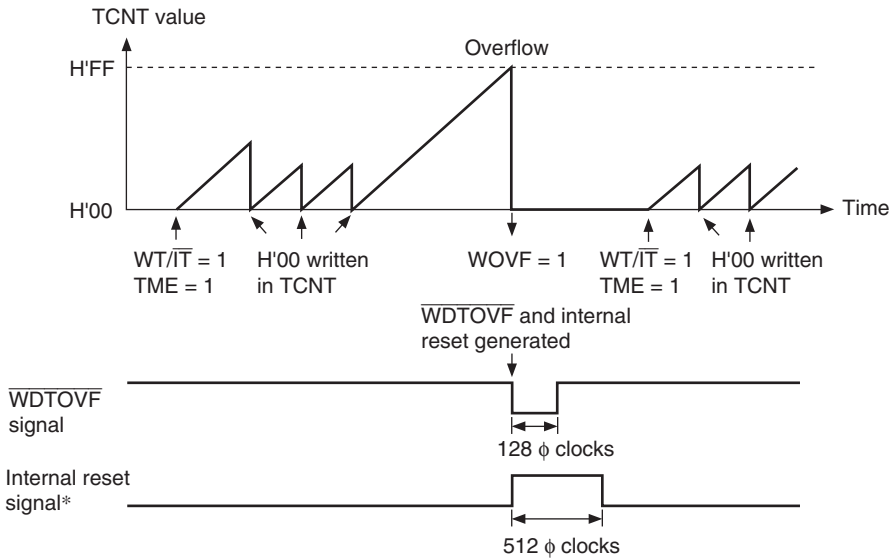 TCNT value
Overflow
H'FF
H'00
Time
WT/IT = 1
TME = 1
H'00 written
in TCNT
WOVF = 1
WT/IT = 1
TME = 1
H'00 written
in TCNT
WDTOVF and internal
reset generated
WDTOVF
signal
128 ϕ clocks
Internal reset
signal*
512 ϕ clocks